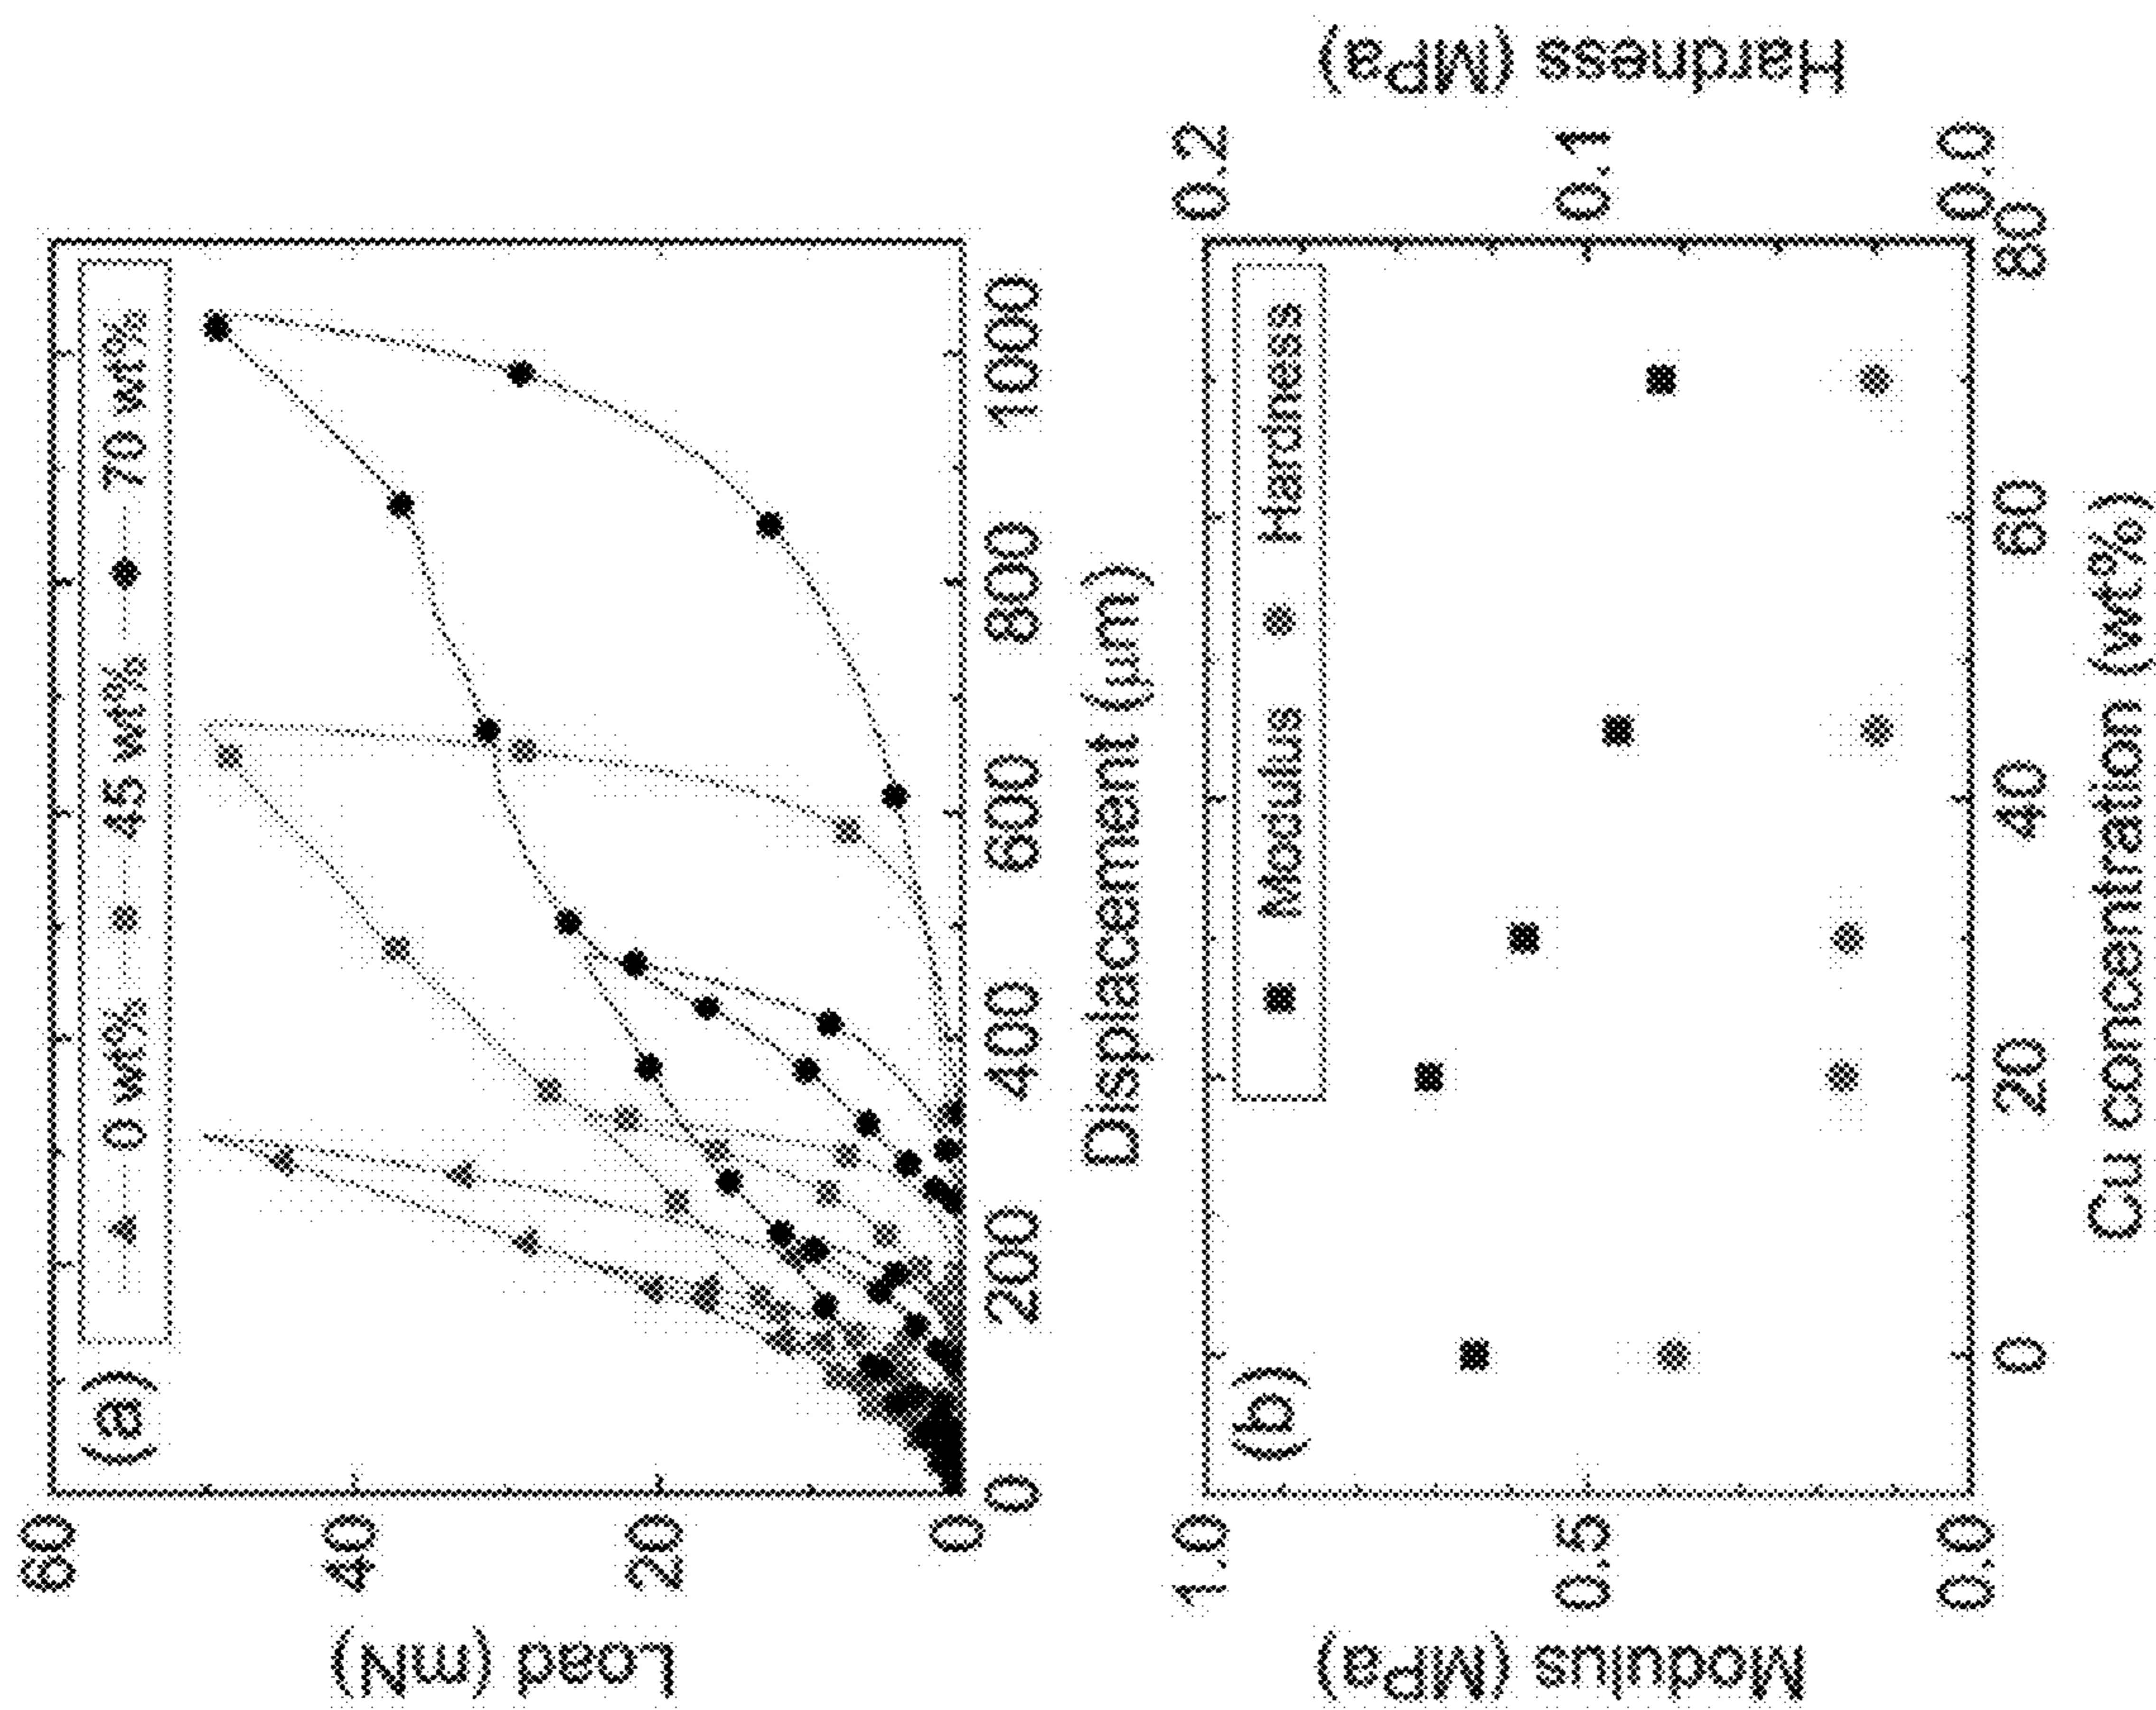 (a)
0 wt% 45 wt% 70 wt%
60
40
20
0
Load (mN)
0 200 400 600 800 1000
Displacement (μm)
(b)
Modulus Hardness
1.0
0.5
0.0
Modulus (MPa)
0.2
0.1
0.0
Hardness (MPa)
0 20 40 60 80
Cu concentration (wt%)